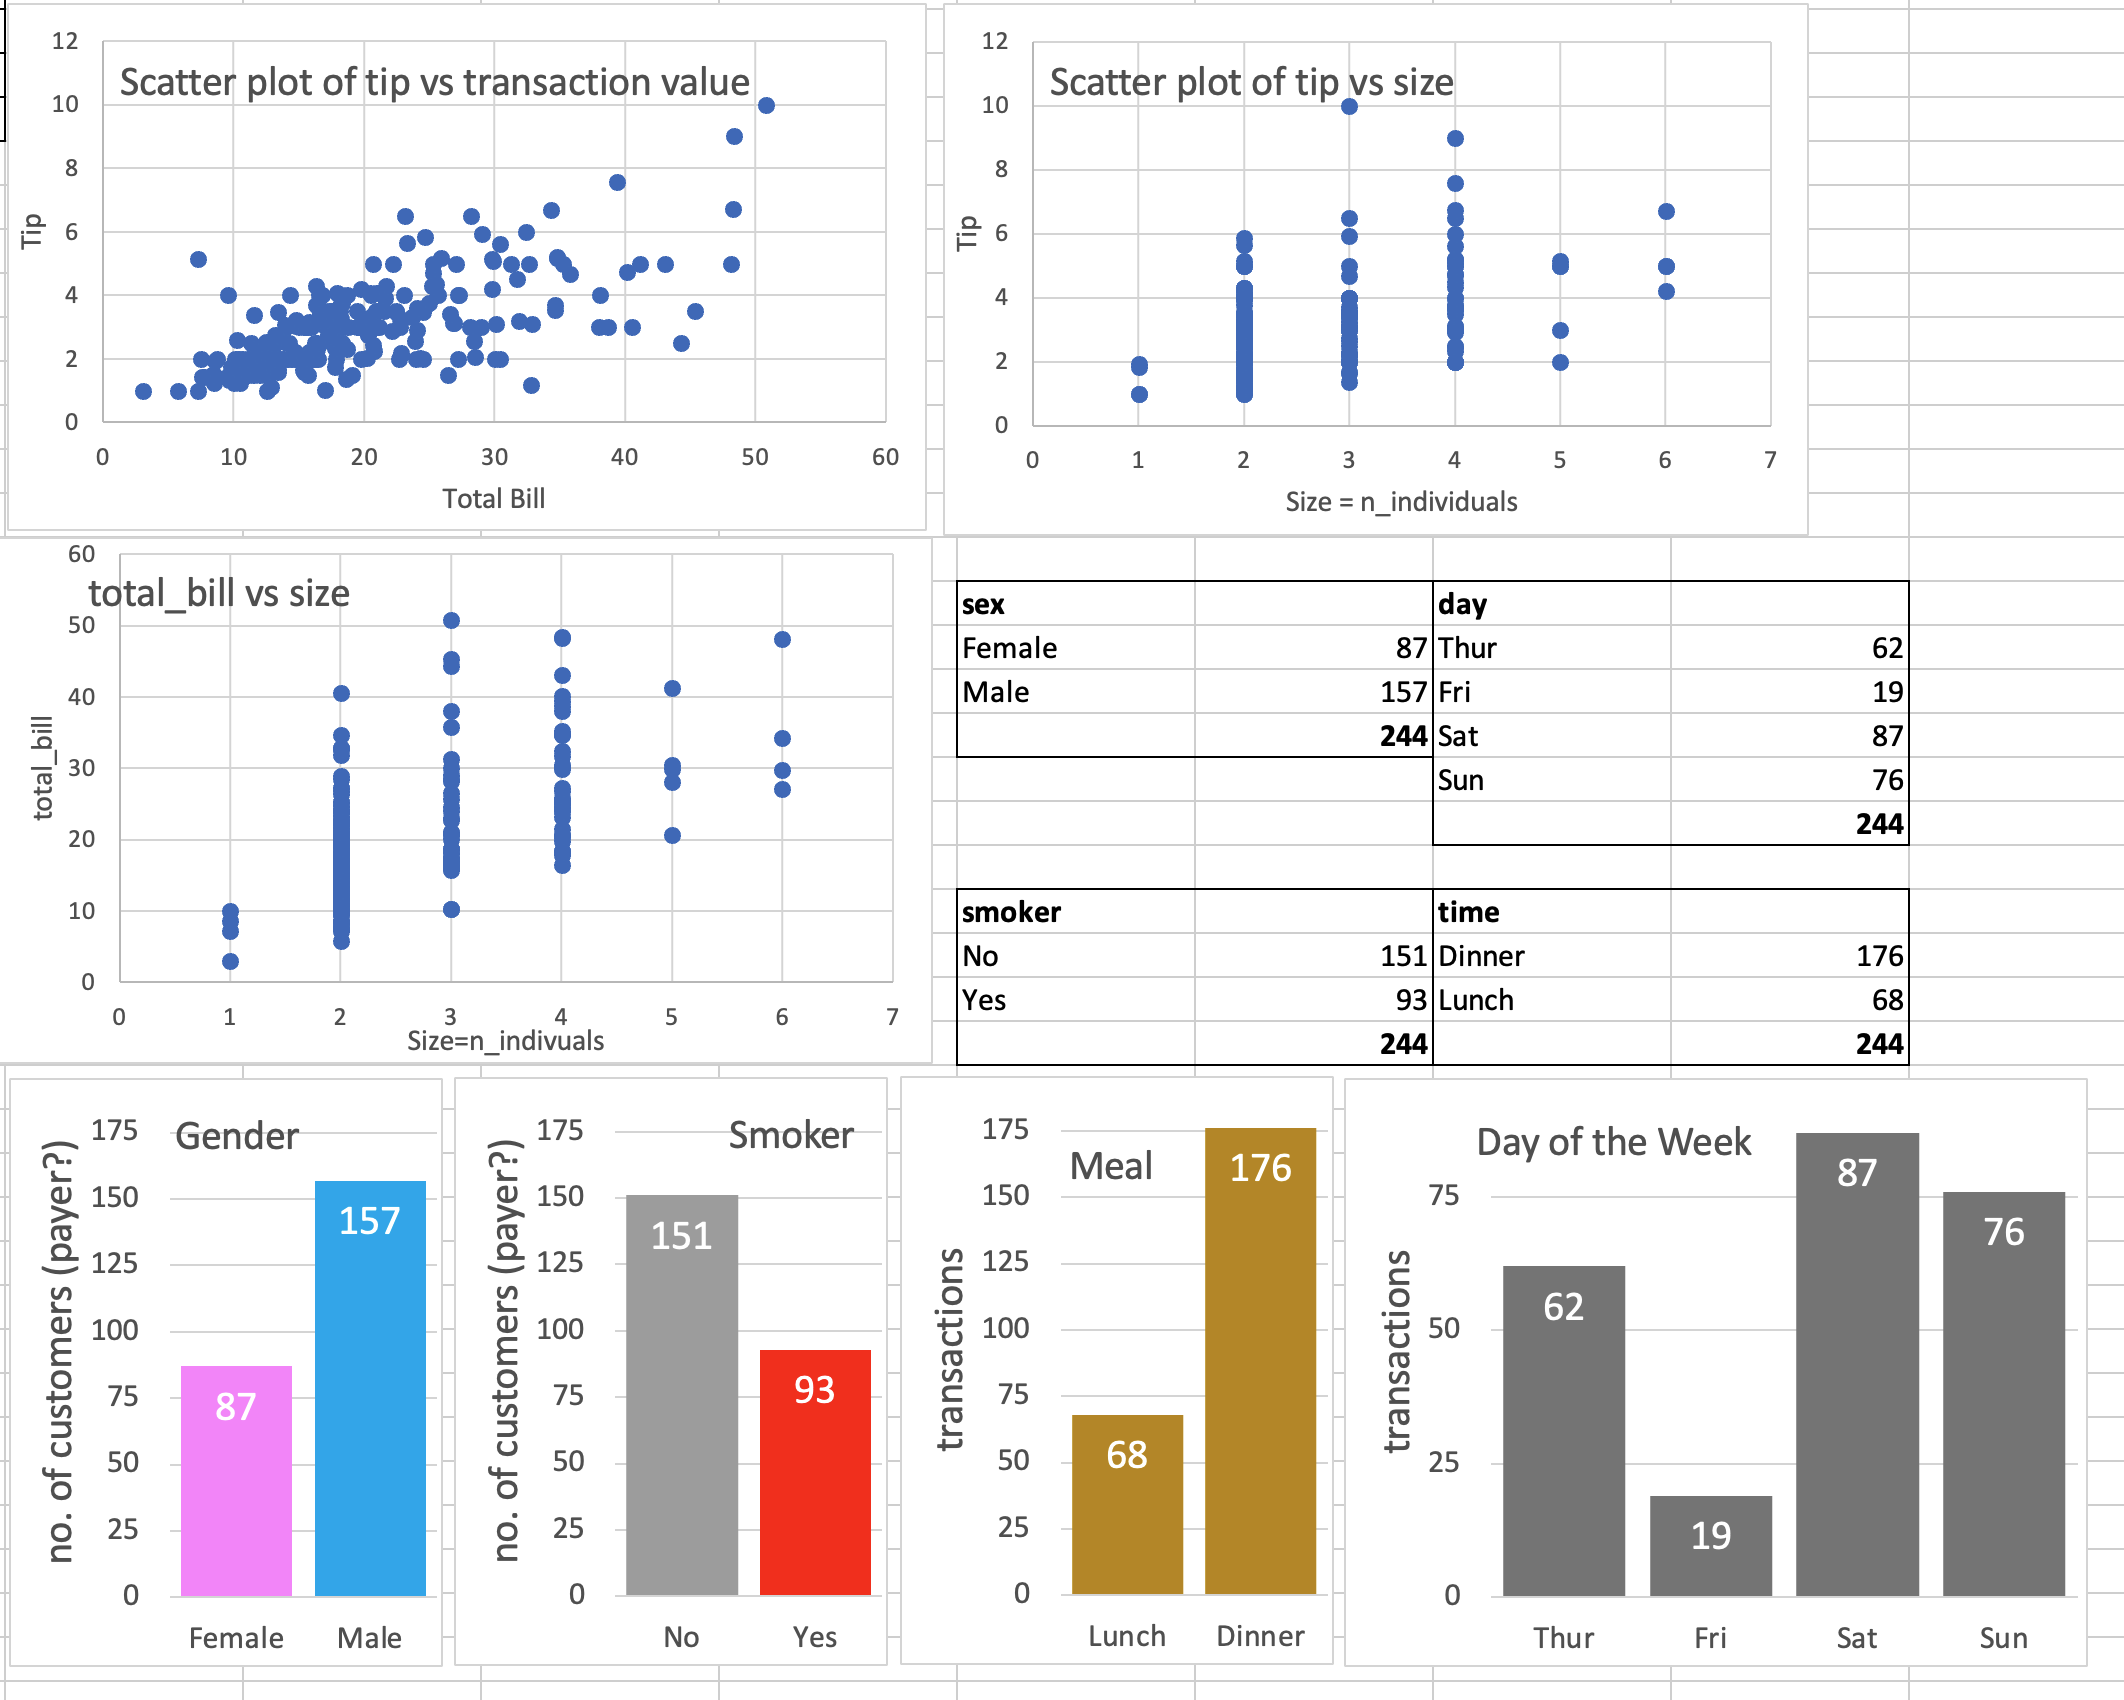 Scatter plot of tip vs transaction value
12
10
8
6
4
2
0
Tip
0 10 20 30 40 50 60
Total Bill
Scatter plot of tip vs size
12
10
8
6
4
2
0
Tip
0 1 2 3 4 5 6 7
Size = n_individuals
total_bill vs size
60
50
40
30
20
10
0
total_bill
0 1 2 3 4 5 6 7
Size=n_indivuals
sex day
Female 87 Thur 62
Male 157 Fri 19
244 Sat 87
Sun 76
244
smoker time
No 151 Dinner 176
Yes 93 Lunch 68
244 244
Gender
no. of customers (payer?)
175
150
125
100
75
50
25
0
87
157
Female Male
Smoker
no. of customers (payer?)
175
150
125
100
75
50
25
0
151
93
No Yes
Meal
transactions
175
150
125
100
75
50
25
0
68
176
Lunch Dinner
Day of the Week
transactions
75
50
25
0
62
19
87
76
Thur Fri Sat Sun